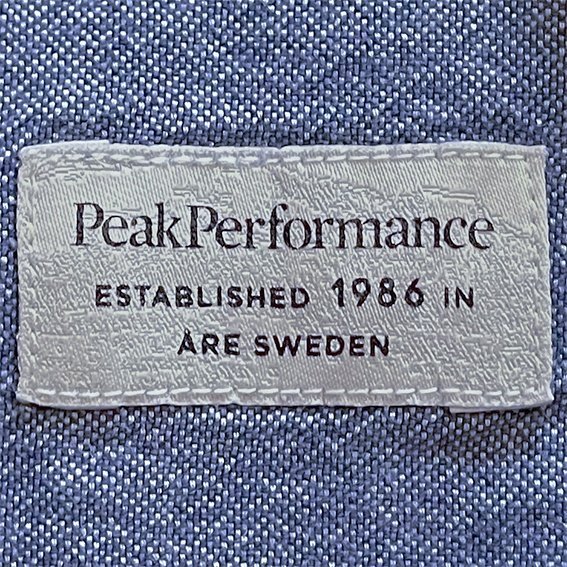 PeakPerformance
ESTABLISHED 1986 IN
ÅRE SWEDEN